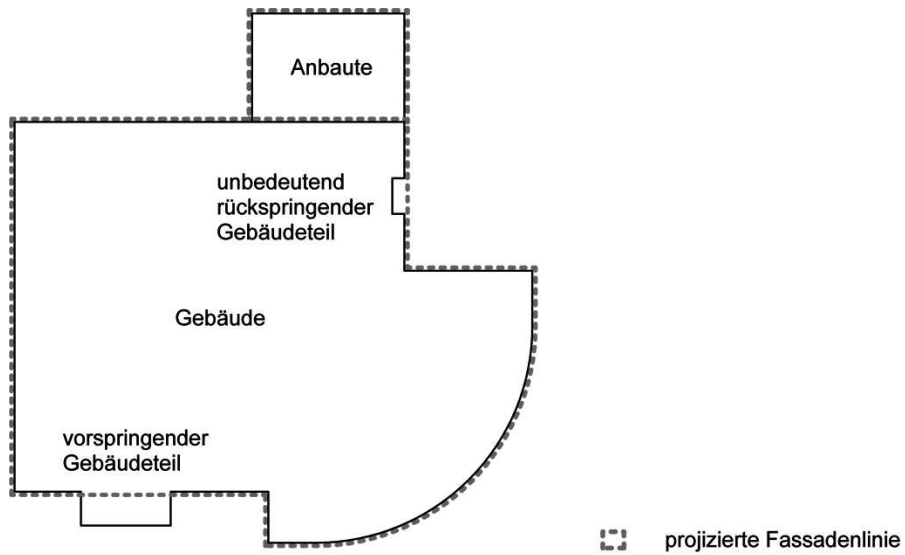 Anbaute
unbedeutend
rückspringender
Gebäudeteil
Gebäude
vorspringender
Gebäudeteil
projizierte Fassadenlinie